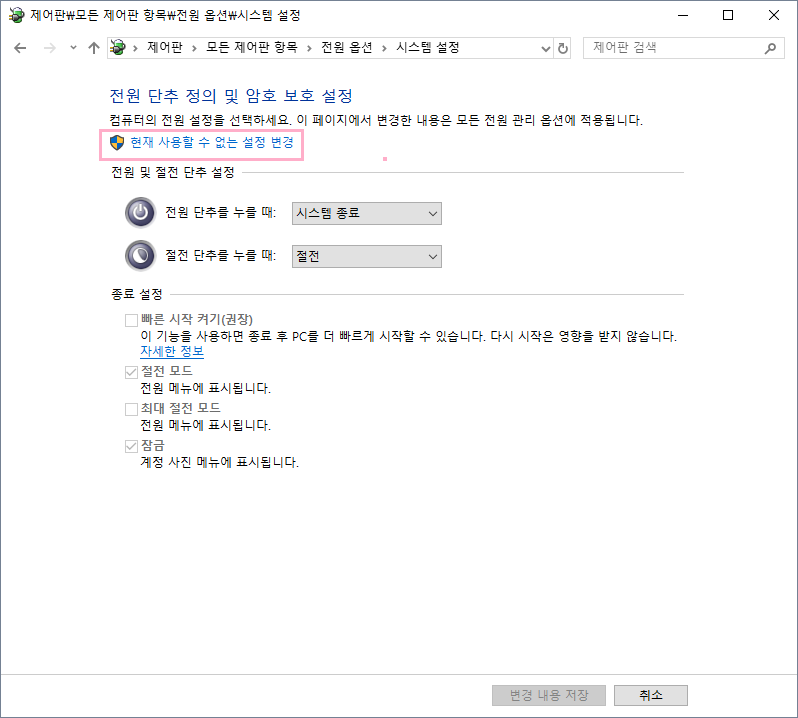 제어판₩모든 제어판 항목₩전원 옵션₩시스템 설정
제어판 > 모든 제어판 항목 > 전원 옵션 > 시스템 설정
제어판 검색
전원 단추 정의 및 암호 보호 설정
컴퓨터의 전원 설정을 선택하세요. 이 페이지에서 변경한 내용은 모든 전원 관리 옵션에 적용됩니다.
현재 사용할 수 없는 설정 변경
전원 및 절전 단추 설정
전원 단추를 누를 때: 시스템 종료
절전 단추를 누를 때: 절전
종료 설정
빠른 시작 켜기(권장)
이 기능을 사용하면 종료 후 PC를 더 빠르게 시작할 수 있습니다. 다시 시작은 영향을 받지 않습니다.
자세한 정보
절전 모드
전원 메뉴에 표시됩니다.
최대 절전 모드
전원 메뉴에 표시됩니다.
잠금
계정 사진 메뉴에 표시됩니다.
변경 내용 저장
취소